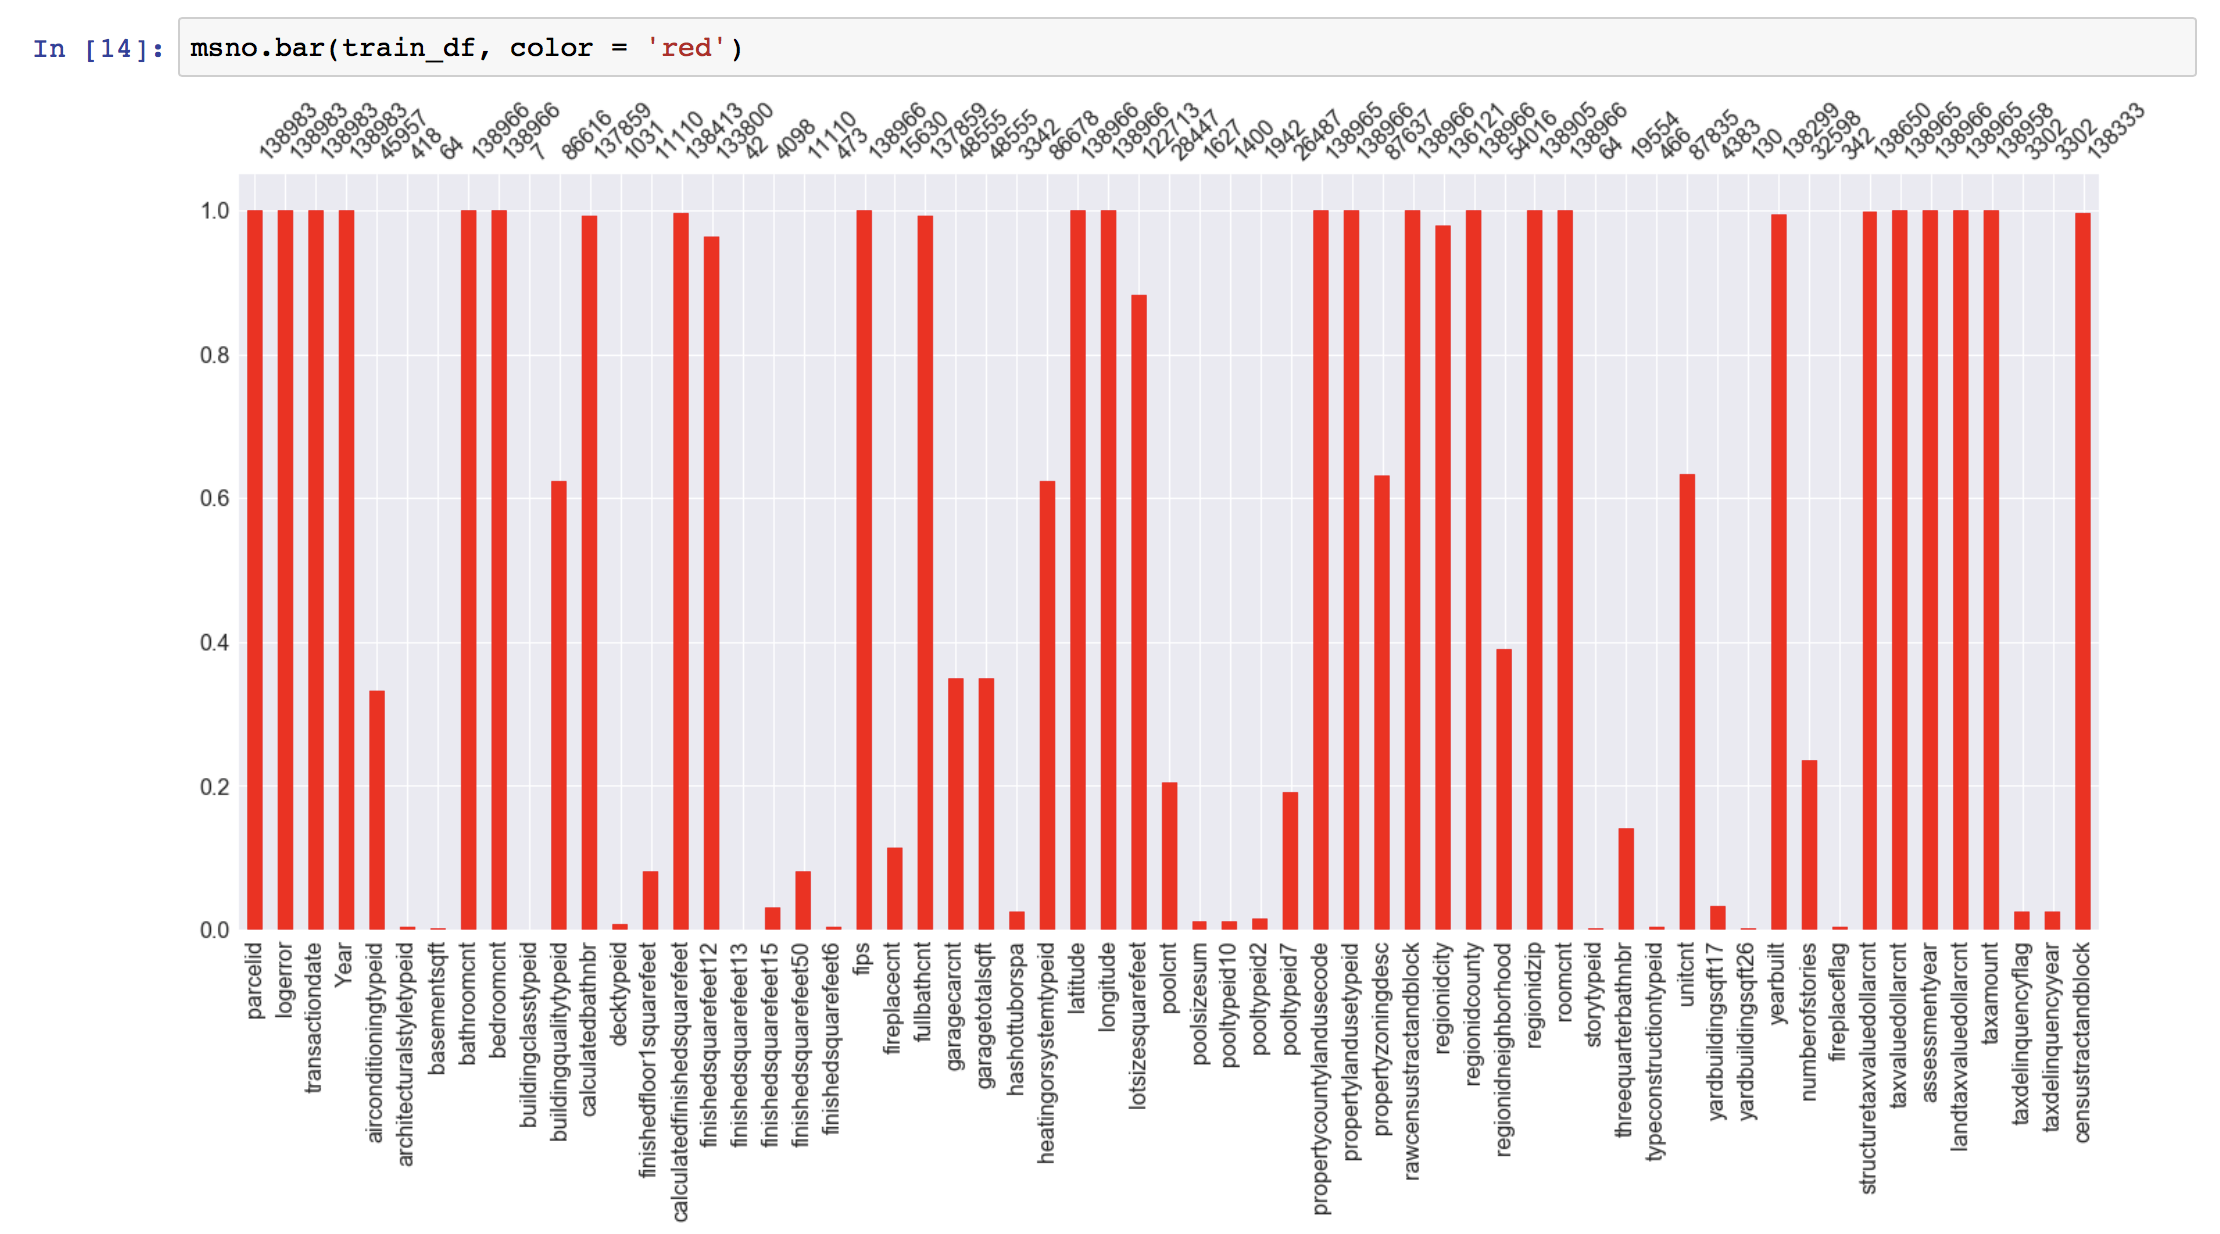 In [14]: msno.bar(train_df, color = 'red')
138983 138983 138983 138983 45957 418 64 138966 138966 7 86616 137859 1031 11110 138413 133800 42 4098 11110 473 138966 15630 137859 48555 48555 3342 86678 138966 138966 122713 28447 1627 1400 1942 26487 138965 138966 87637 138966 136121 138966 54016 138905 138966 64 19554 466 87835 4383 130 138299 32598 342 138650 138965 138966 138965 138958 3302 3302 138333
1.0
0.8
0.6
0.4
0.2
0.0
parcelid
logerror
transactiondate
Year
airconditioningtypeid
architecturalstyletypeid
basementsqft
bathroomcnt
bedroomcnt
buildingclasstypeid
buildingqualitytypeid
calculatedbathnbr
decktypeid
finishedfloor1squarefeet
calculatedfinishedsquarefeet
finishedsquarefeet12
finishedsquarefeet13
finishedsquarefeet15
finishedsquarefeet50
finishedsquarefeet6
fips
fireplacecnt
fullbathcnt
garagecarcnt
garagetotalsqft
hashottuborspa
heatingorsystemtypeid
latitude
longitude
lotsizesquarefeet
poolcnt
poolsizesum
pooltypeid10
pooltypeid2
pooltypeid7
propertycountylandusecode
propertylandusetypeid
propertyzoningdesc
rawcensustractandblock
regionidcity
regionidcounty
regionidneighborhood
regionidzip
roomcnt
storytypeid
threequarterbathnbr
typeconstructiontypeid
unitcnt
yardbuildingsqft17
yardbuildingsqft26
yearbuilt
numberofstories
fireplaceflag
structuretaxvaluedollarcnt
taxvaluedollarcnt
assessmentyear
landtaxvaluedollarcnt
taxamount
taxdelinquencyflag
taxdelinquencyyear
censustractandblock